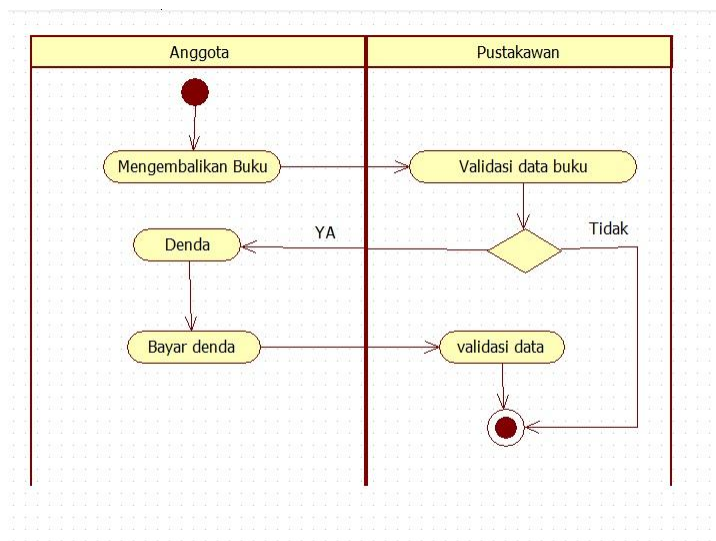 Anggota
Pustakawan
Mengembalikan Buku
Validasi data buku
Denda
YA
Tidak
Bayar denda
validasi data